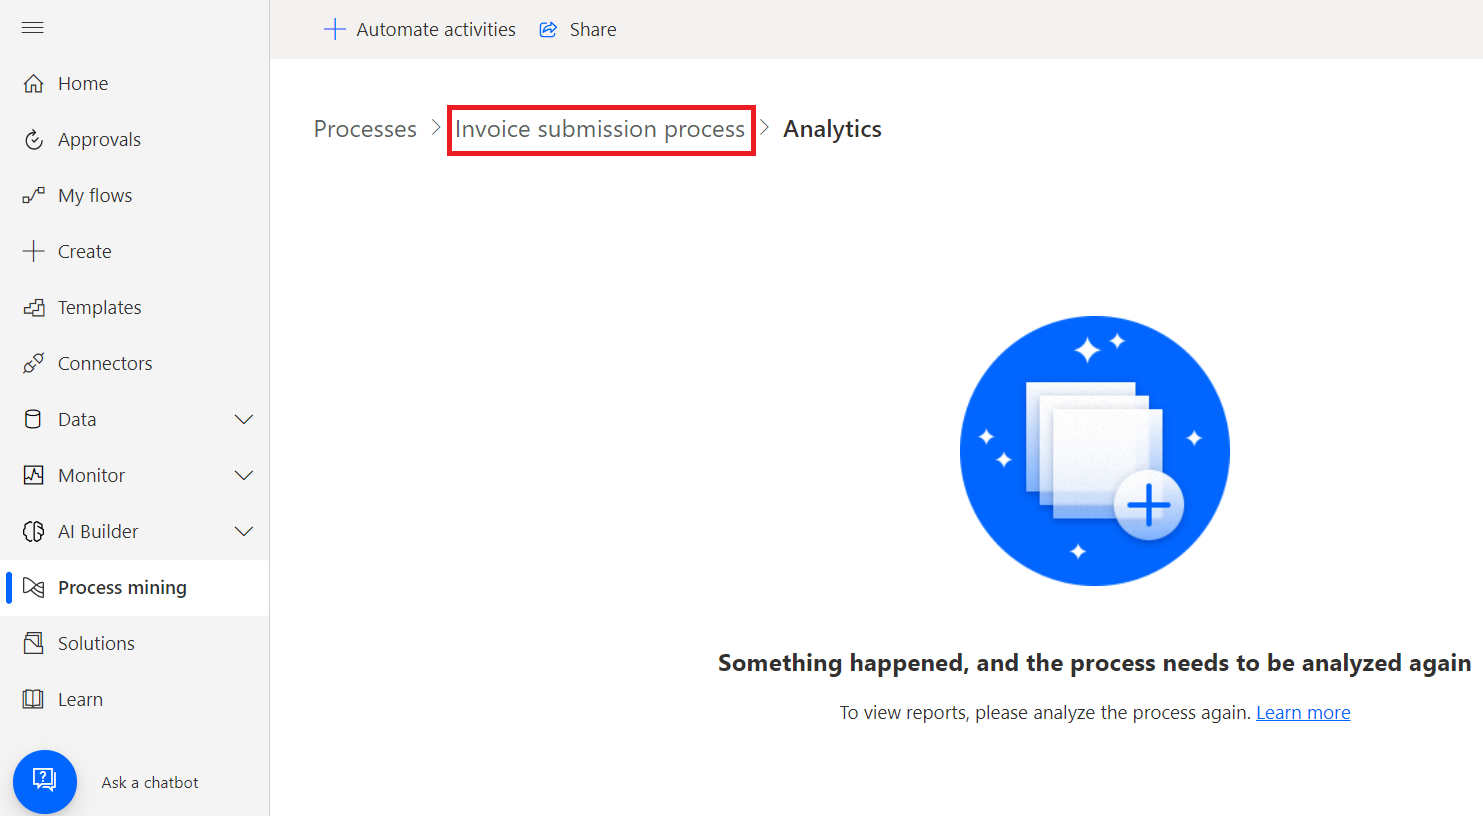 Automate activities
Share
Home
Approvals
My flows
Create
Templates
Connectors
Data
Monitor
AI Builder
Process mining
Solutions
Learn
Ask a chatbot
Processes > Invoice submission process > Analytics
Something happened, and the process needs to be analyzed again
To view reports, please analyze the process again. Learn more